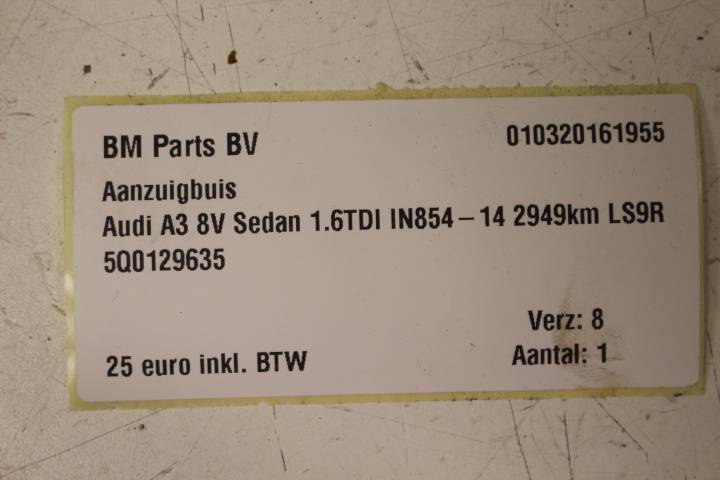 BM Parts BV 010320161955
Aanzuigbuis
Audi A3 8V Sedan 1.6TDI IN854-14 2949km LS9R
5Q0129635
Verz: 8
25 euro inkl. BTW Aantal: 1